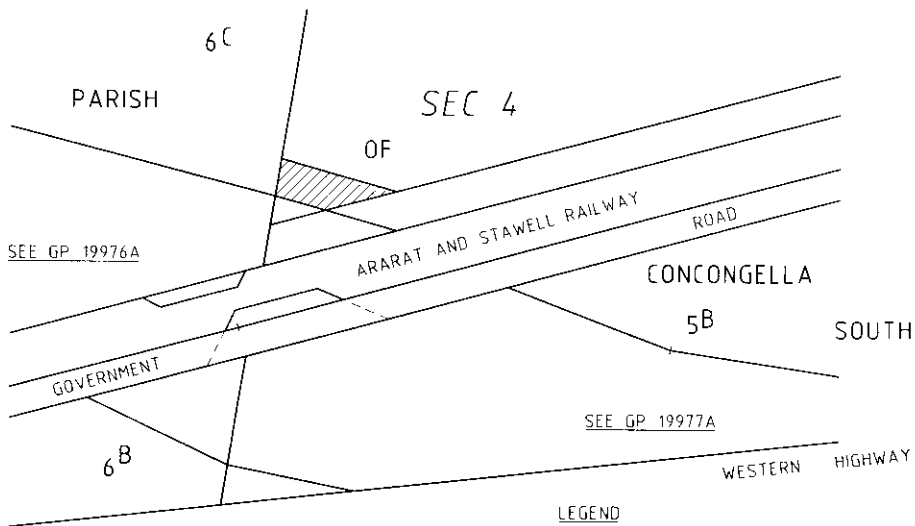 6C
PARISH
SEC 4
OF
SEE GP 19976A
ARARAT AND STAWELL RAILWAY
ROAD
CONCONGELLA
5B
SOUTH
GOVERNMENT
SEE GP 19977A
6B
WESTERN HIGHWAY
LEGEND